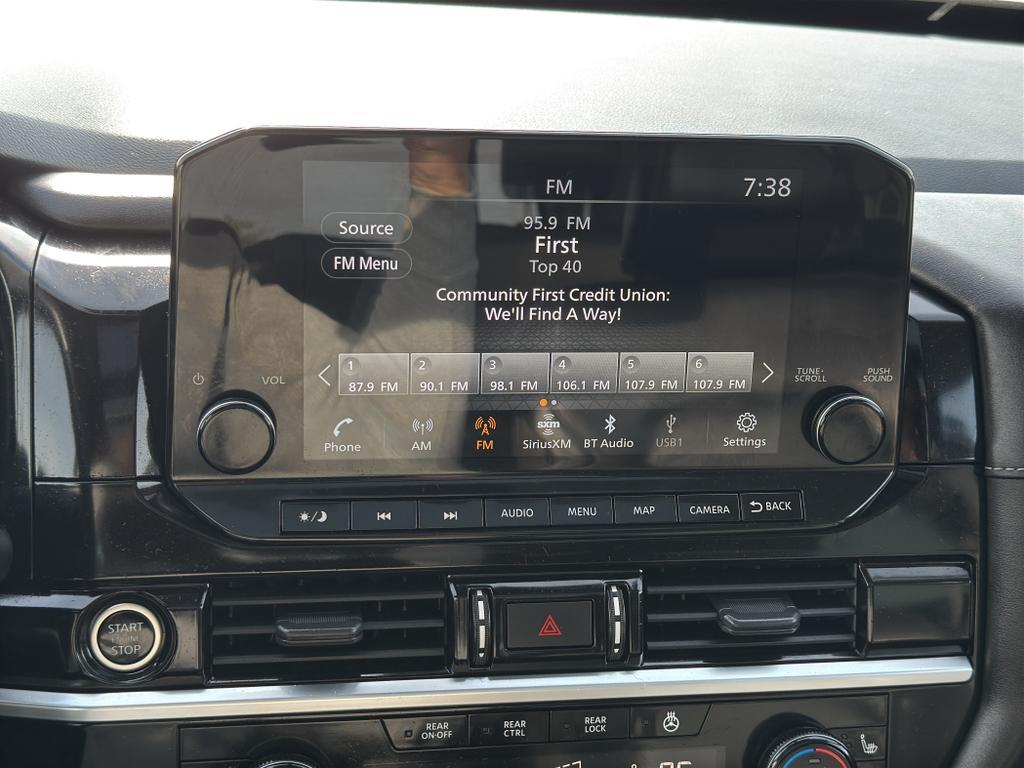 FM
7:38
Source
95.9 FM
First
FM Menu
Top 40
Community First Credit Union:
We'll Find A Way!
1 2 3 4 5 6
87.9 FM 90.1 FM 98.1 FM 106.1 FM 107.9 FM 107.9 FM
VOL
TUNE·
SCROLL
PUSH
SOUND
Phone AM FM sxm SiriusXM BT Audio USB1 Settings
AUDIO MENU MAP CAMERA BACK
START
ENGINE
STOP
REAR
ON·OFF
REAR
CTRL
REAR
LOCK